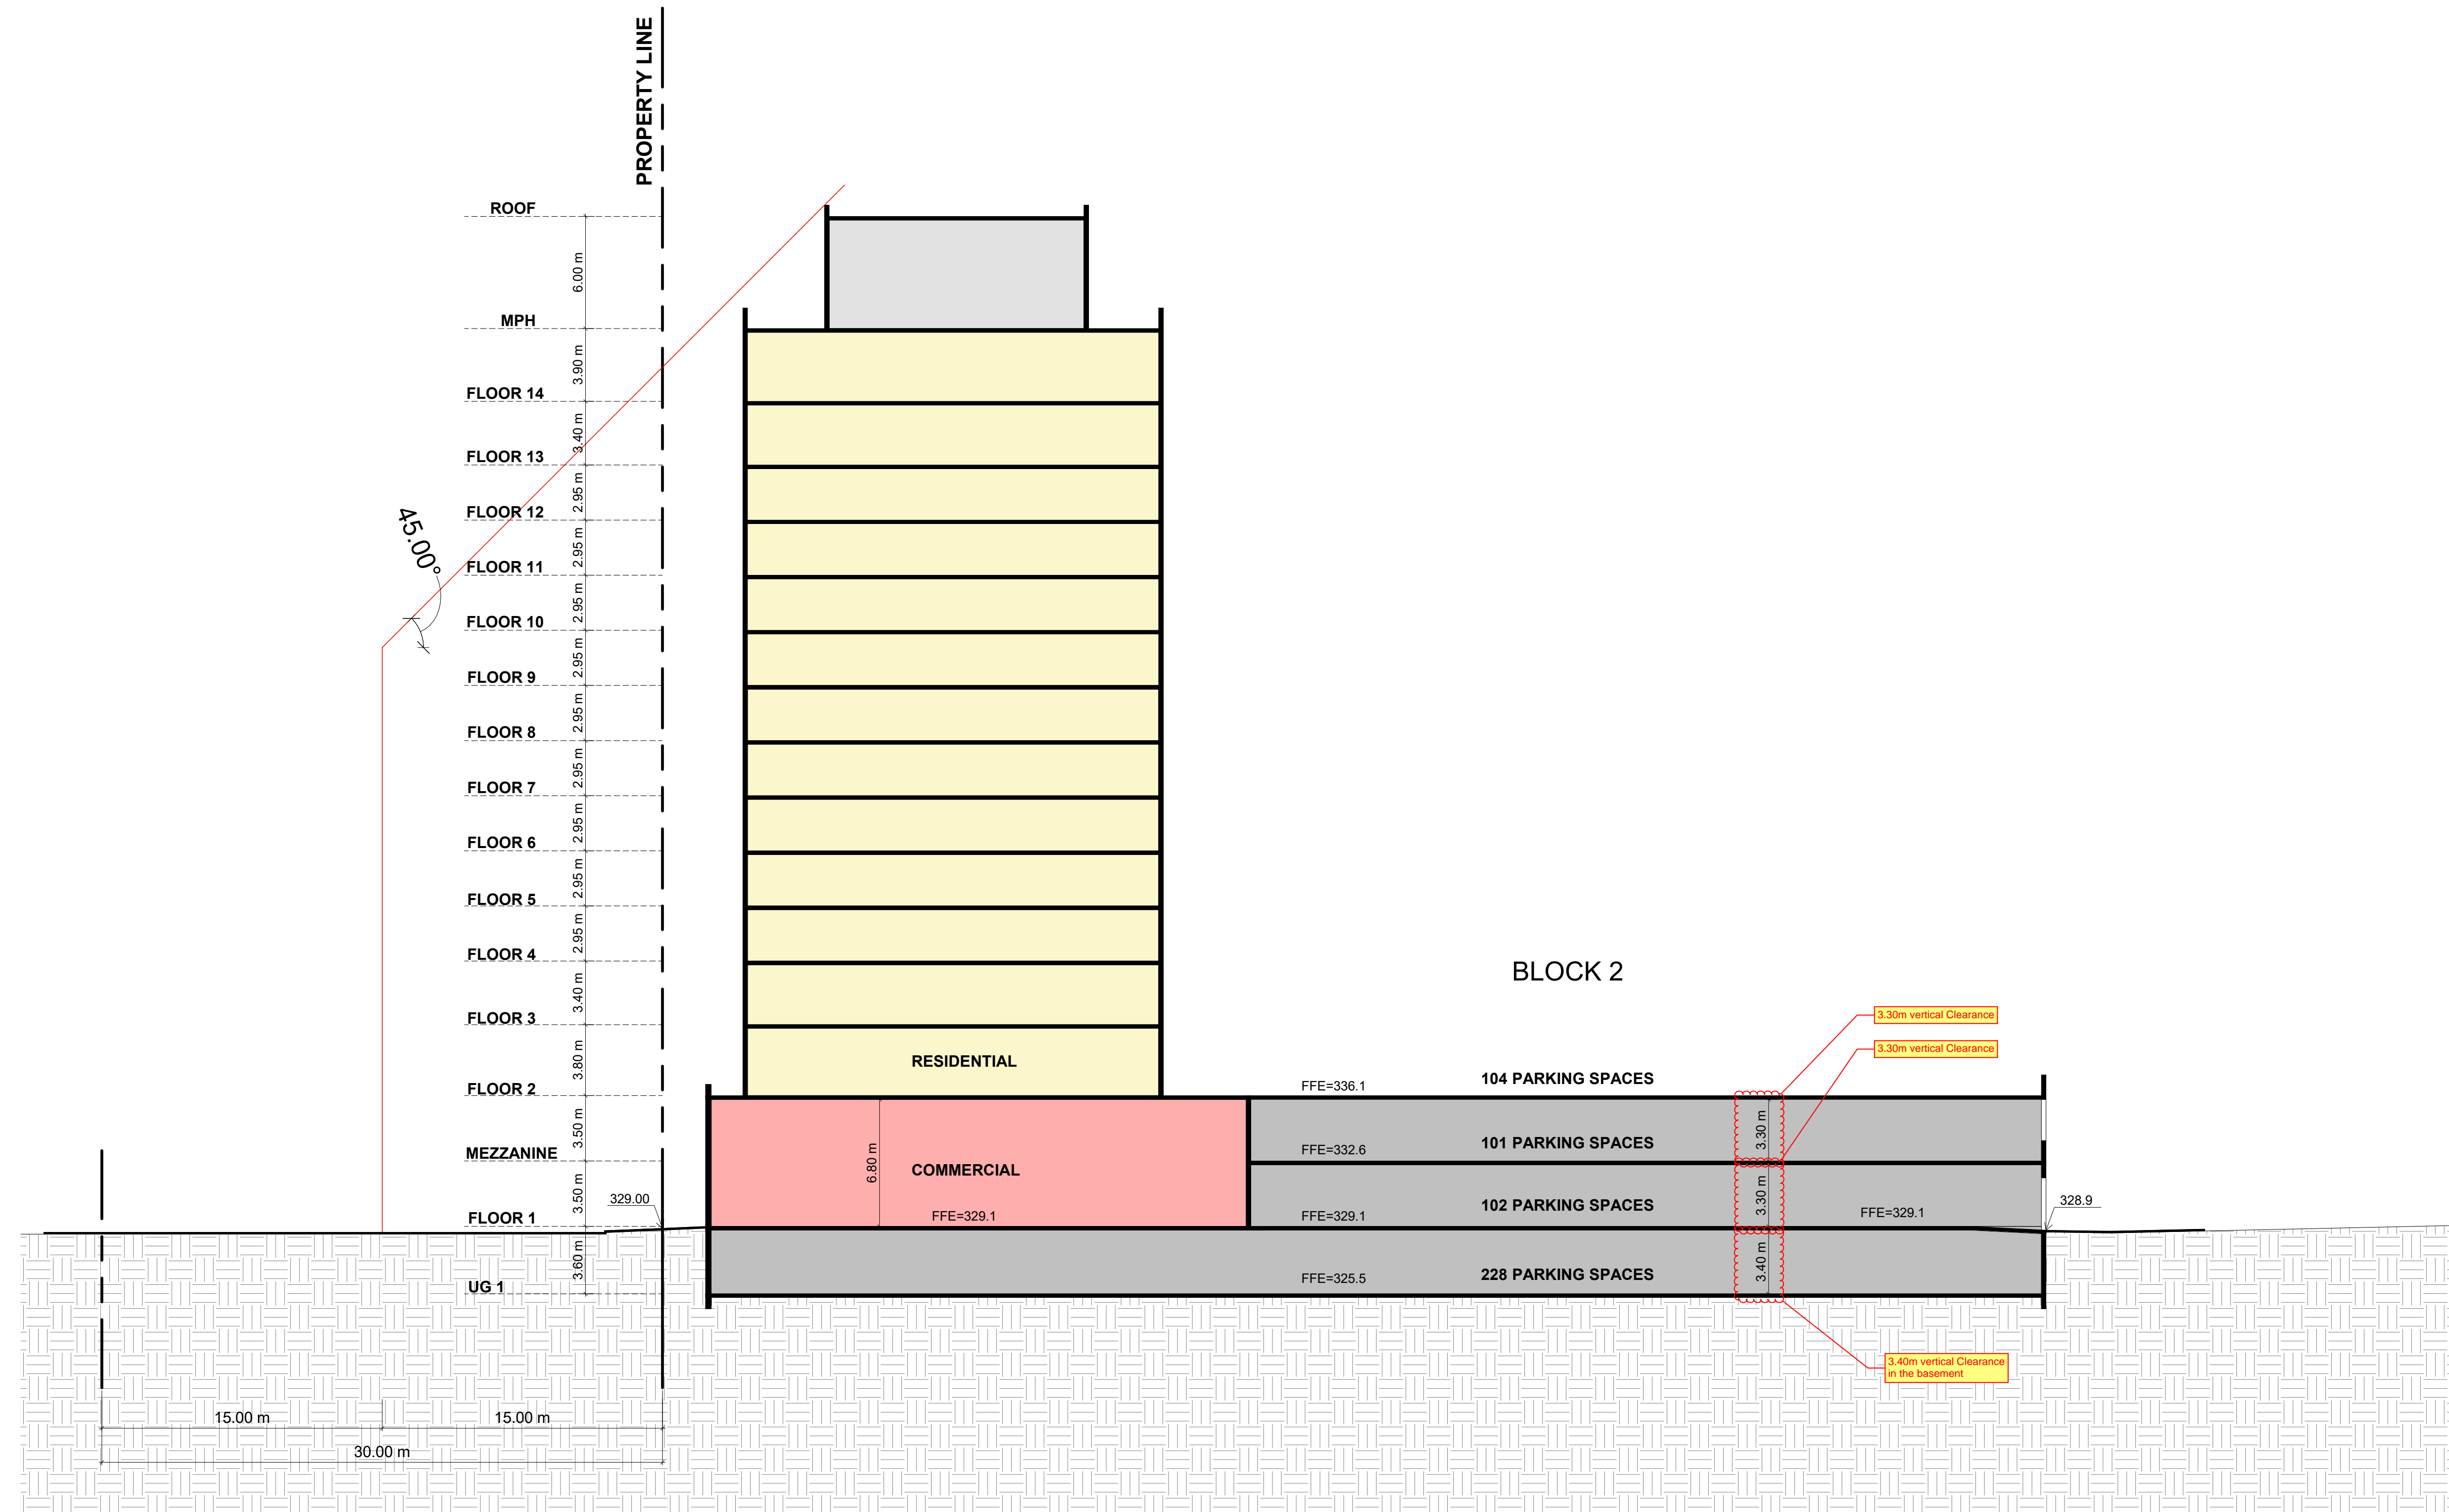 PROPERTY LINE
ROOF
6.00 m
MPH
3.90 m
FLOOR 14
3.40 m
FLOOR 13
2.95 m
FLOOR 12
2.95 m
FLOOR 11
2.95 m
FLOOR 10
2.95 m
FLOOR 9
2.95 m
FLOOR 8
2.95 m
FLOOR 7
2.95 m
FLOOR 6
2.95 m
FLOOR 5
2.95 m
FLOOR 4
3.40 m
FLOOR 3
3.80 m
FLOOR 2
3.50 m
MEZZANINE
3.50 m
FLOOR 1
3.60 m
UG 1
45.00°
329.00
RESIDENTIAL
COMMERCIAL
6.80 m
FFE=329.1
BLOCK 2
3.30m vertical Clearance
3.30m vertical Clearance
FFE=336.1
104 PARKING SPACES
FFE=332.6
101 PARKING SPACES
3.30 m
FFE=329.1
102 PARKING SPACES
3.30 m
FFE=329.1
328.9
FFE=325.5
228 PARKING SPACES
3.40 m
3.40m vertical Clearance
in the basement
15.00 m
15.00 m
30.00 m